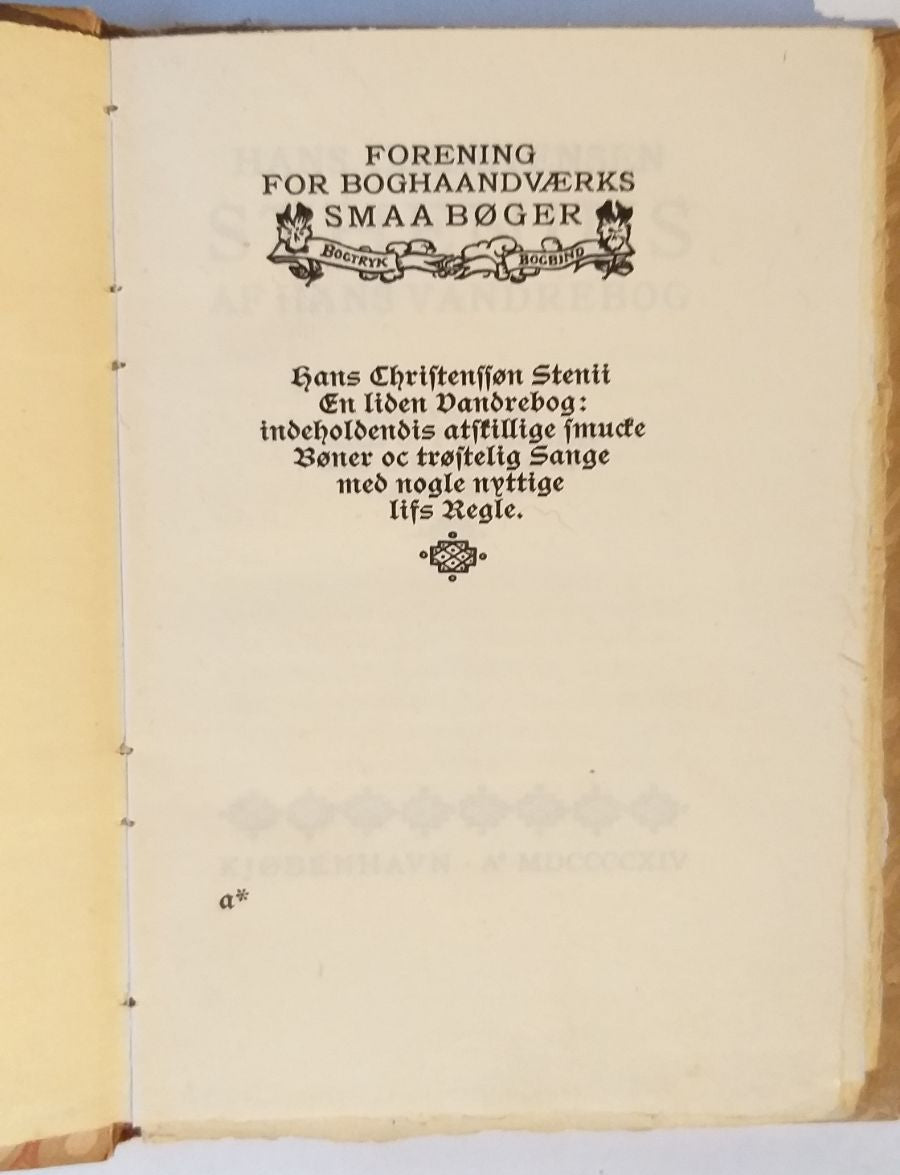 FORENING
FOR BOGHAANDVÆRKS
SMAA BØGER
BOGTRYK BOGBIND
Hans Chriſtensſøn Stenii
En liden Vandrebog:
indeholdendis atſkillige ſmucke
Bøner oc trøſtelig Sange
med nogle nyttige
lifs Regle.
a*